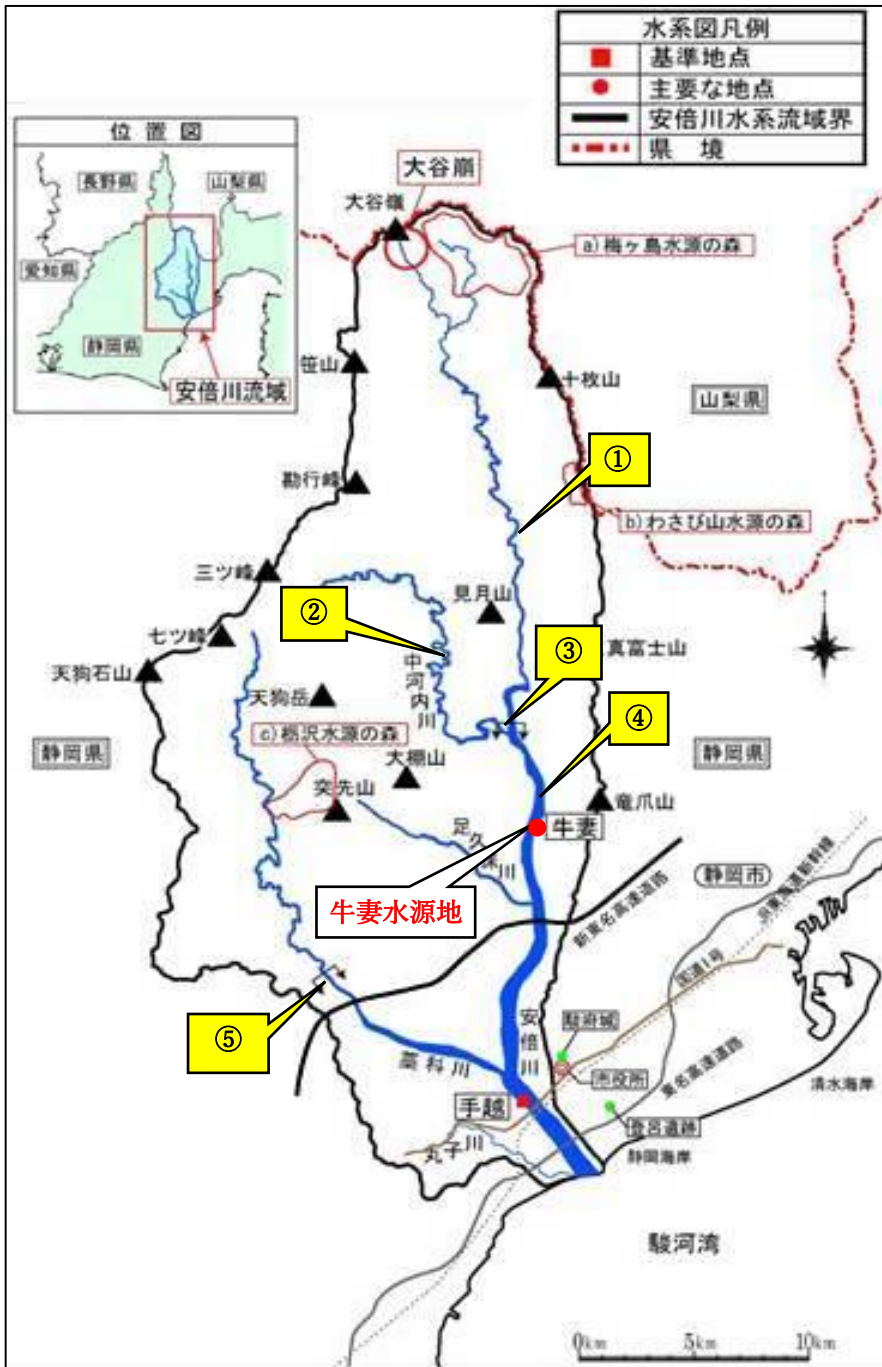 水系図凡例
基準地点
主要な地点
安倍川水系流域界
県 境
位 置 図
長野県
山梨県
愛知県
静岡県
安倍川流域
大谷崩
大谷嶺
a)梅ヶ島水源の森
笹山
十枚山
山梨県
①
勘行峰
b)わさび山水源の森
三ツ峰
見月山
②
七ツ峰
③
真富士山
天狗石山
中河内川
天狗岳
④
c)栃沢水源の森
静岡県
静岡県
大棚山
突先山
竜爪山
牛妻
足久保川
静岡市
JR東海道新幹線
牛妻水源地
新東名高速道路
国道1号
⑤
安倍川
駿府城
藁科川
市役所
東名高速道路
清水海岸
手越
登呂遺跡
丸子川
静岡海岸
駿河湾
0km 5km 10km